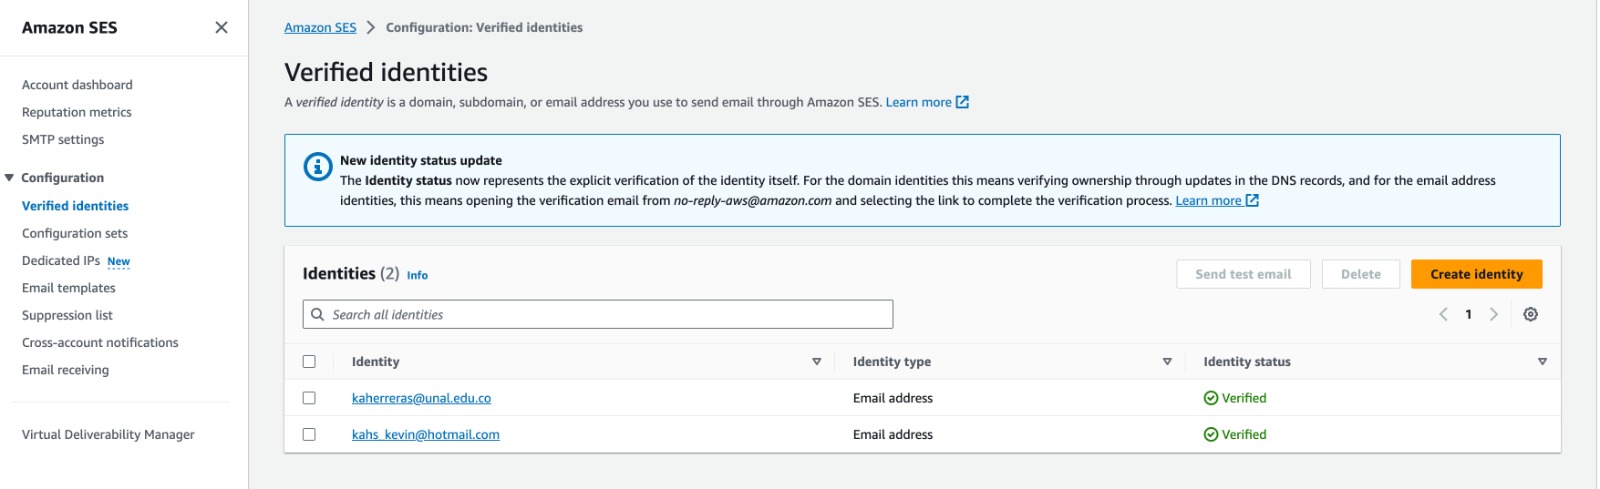 Amazon SES
Account dashboard
Reputation metrics
SMTP settings
Configuration
Verified identities
Configuration sets
Dedicated IPs New
Email templates
Suppression list
Cross-account notifications
Email receiving
Virtual Deliverability Manager
Amazon SES > Configuration: Verified identities
Verified identities
A verified identity is a domain, subdomain, or email address you use to send email through Amazon SES. Learn more
New identity status update
The Identity status now represents the explicit verification of the identity itself. For the domain identities this means verifying ownership through updates in the DNS records, and for the email address
identities, this means opening the verification email from no-reply-aws@amazon.com and selecting the link to complete the verification process. Learn more
Identities (2) Info
Send test email Delete Create identity
Search all identities
1
Identity Identity type Identity status
kaherreras@unal.edu.co Email address Verified
kahs_kevin@hotmail.com Email address Verified